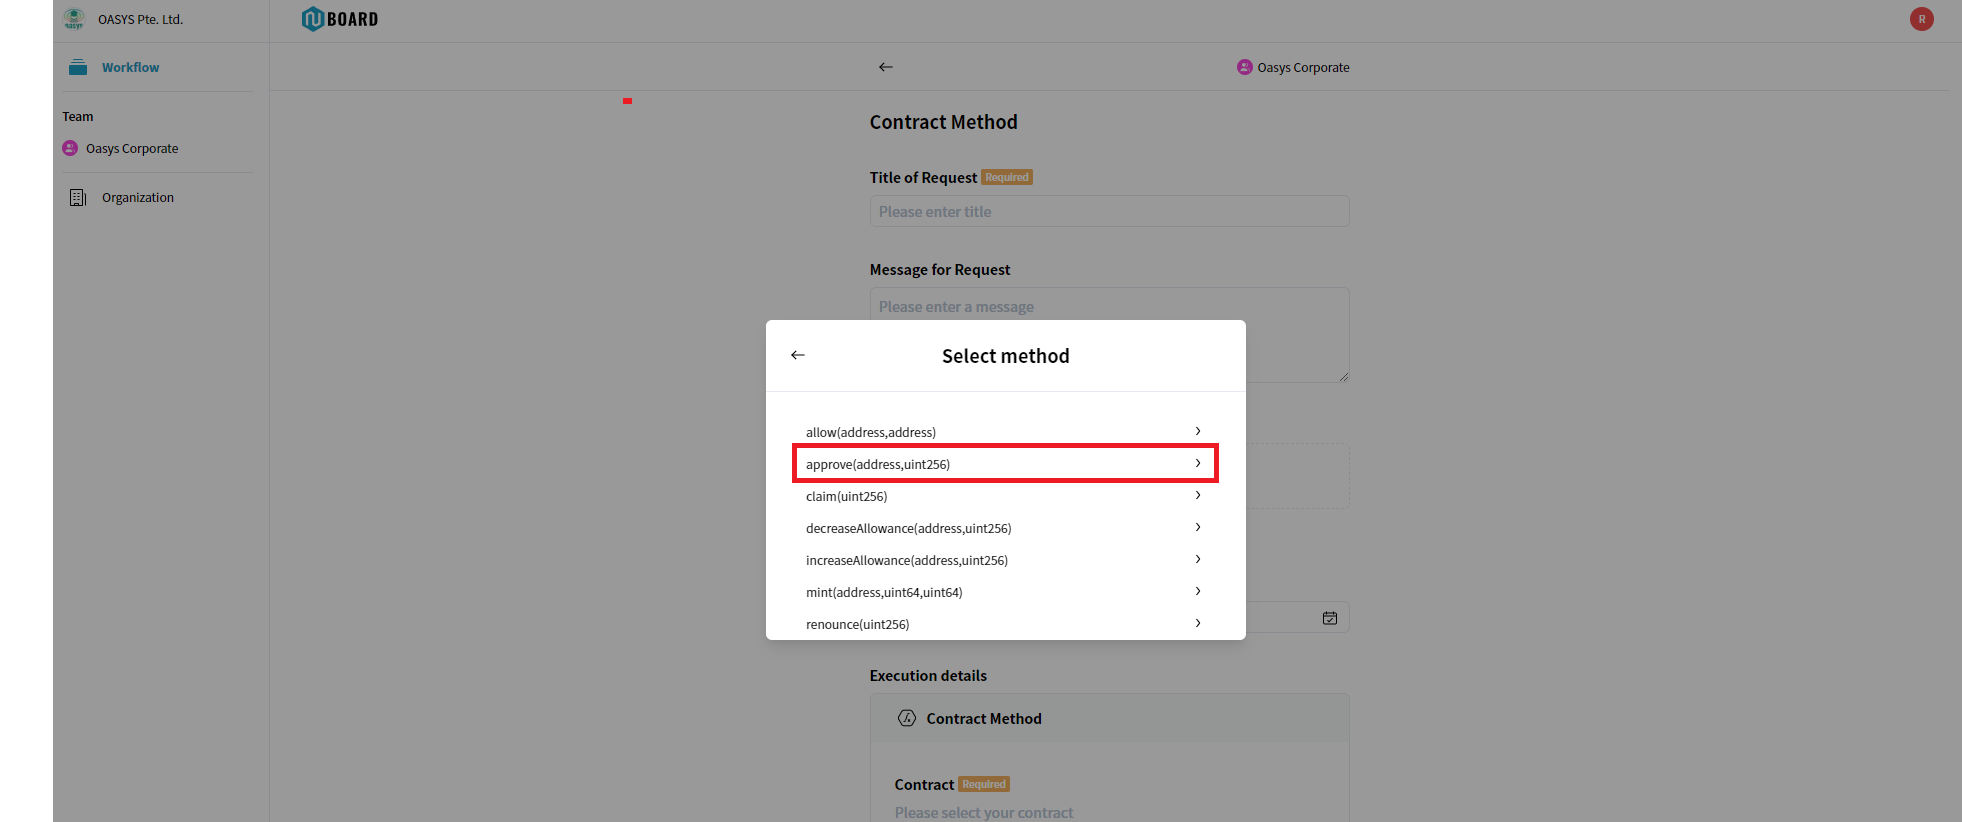 OASYS Pte. Ltd.
BOARD
R
Workflow
Oasys Corporate
Team
Oasys Corporate
Organization
Contract Method
Title of Request Required
Please enter title
Message for Request
Please enter a message
Select method
allow(address,address)
approve(address,uint256)
claim(uint256)
decreaseAllowance(address,uint256)
increaseAllowance(address,uint256)
mint(address,uint64,uint64)
renounce(uint256)
Execution details
Contract Method
Contract Required
Please select your contract